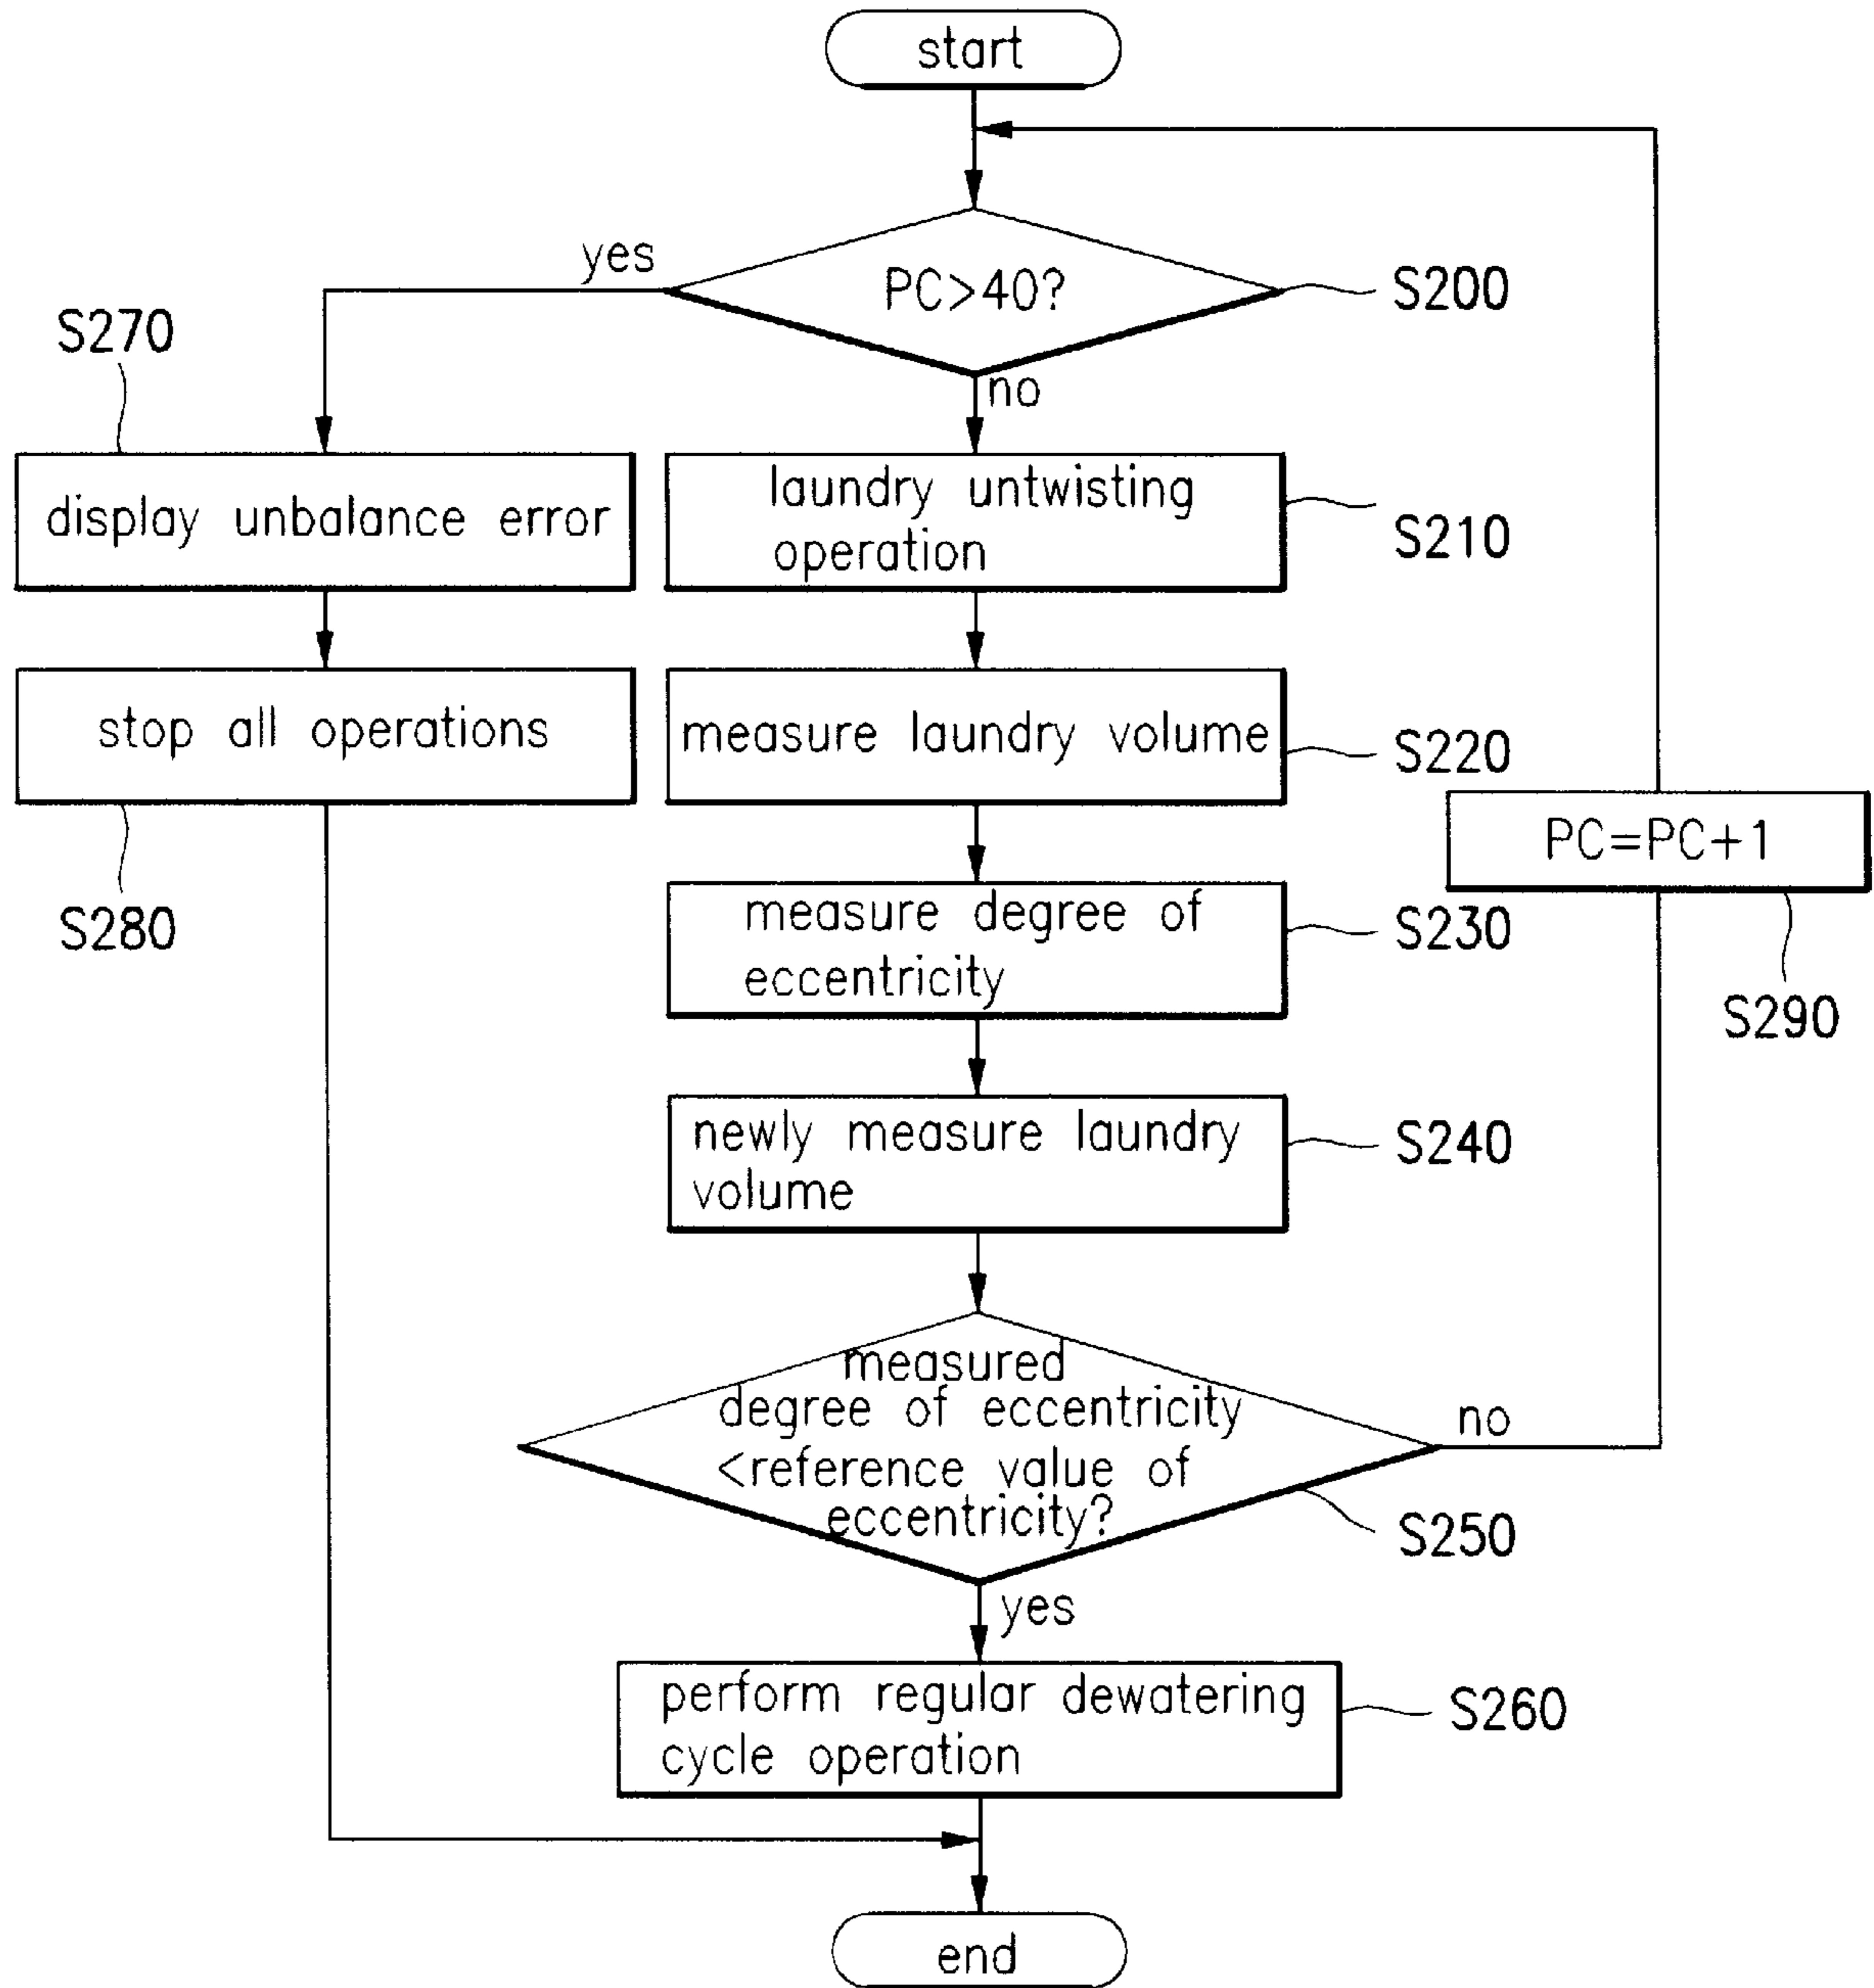 start
yes
PC>40?
S200
S270
no
display unbalance error
laundry untwisting
operation
S210
stop all operations
measure laundry volume
S220
PC=PC+1
S280
measure degree of
eccentricity
S230
S290
newly measure laundry
volume
S240
measured
degree of eccentricity
<reference value of
eccentricity?
no
S250
yes
perform regular dewatering
cycle operation
S260
end